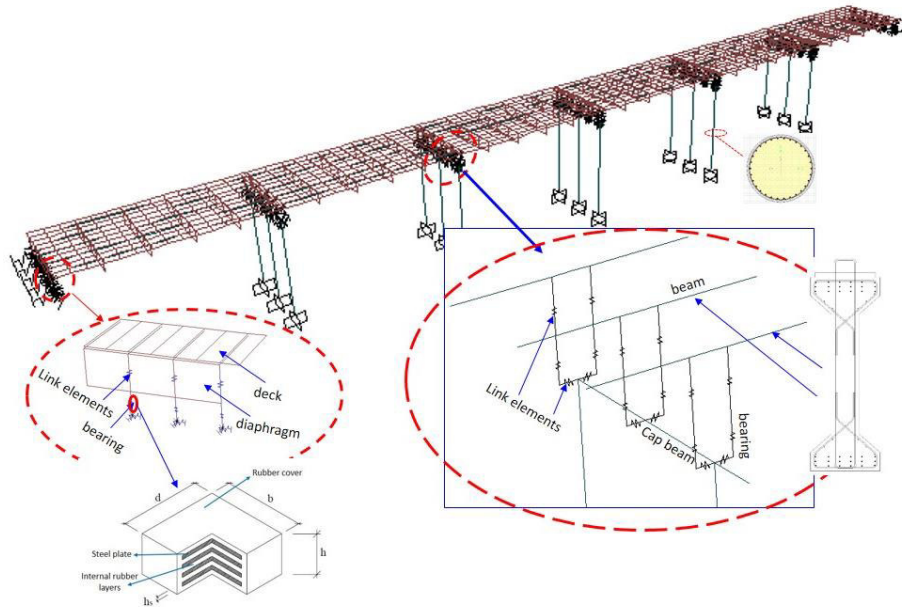 beam
Link elements
Cap beam
bearing
Link elements
bearing
deck
diaphragm
Rubber cover
d
b
Steel plate
Internal rubber
layers
h
hs